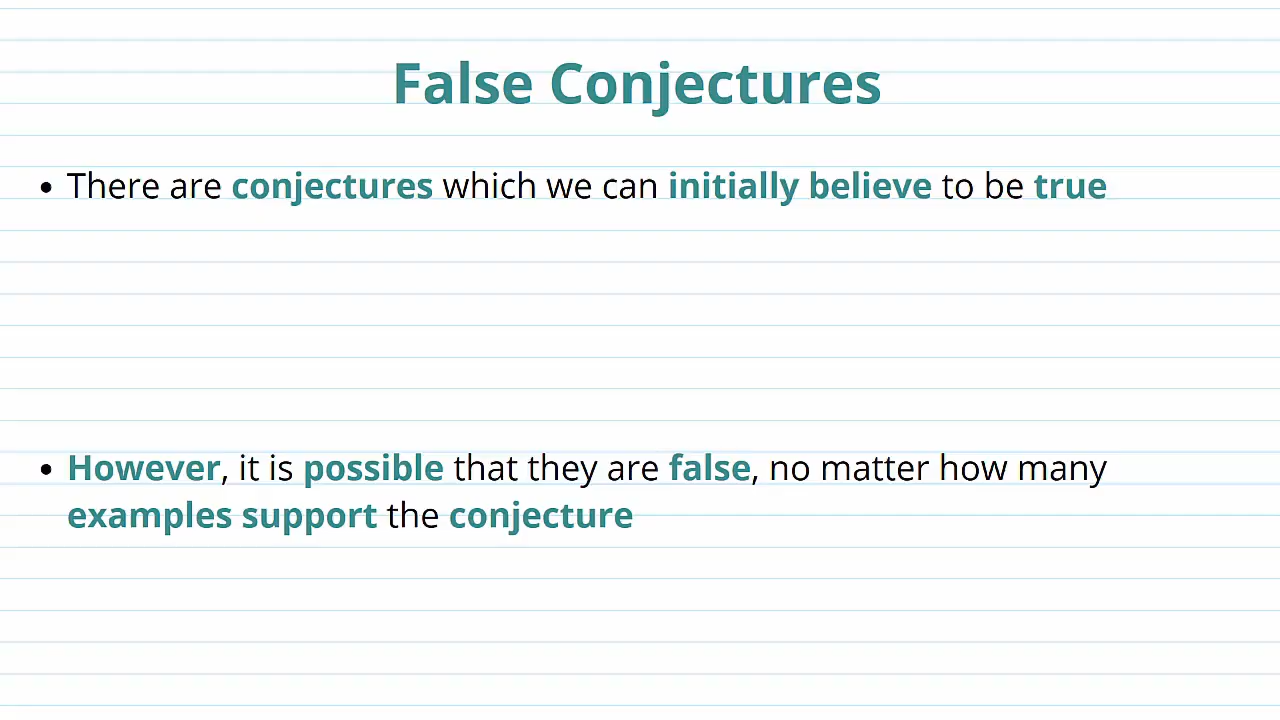 False Conjectures
• There are conjectures which we can initially believe to be true
• However, it is possible that they are false, no matter how many
examples support the conjecture